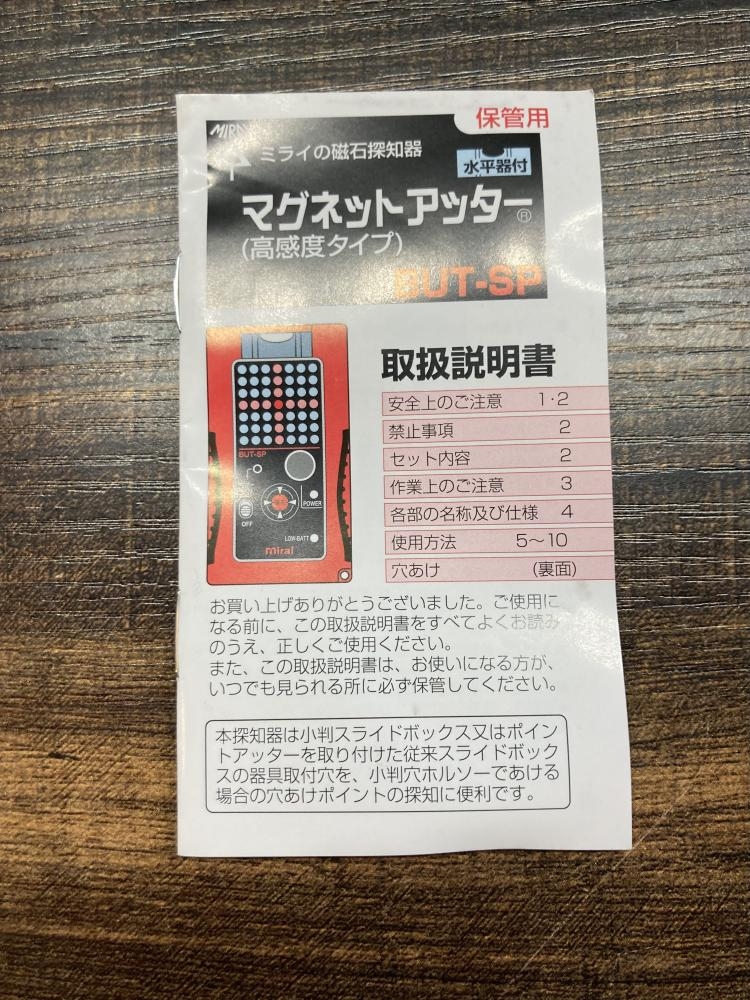 保管用
ミライの磁石探知器
水平器付
マグネットアッター®
(高感度タイプ)
BUT-SP
取扱説明書
安全上のご注意 1・2
禁止事項 2
セット内容 2
作業上のご注意 3
各部の名称及び仕様 4
使用方法 5〜10
穴あけ (裏面)
BUT-SP
POWER
OFF
LOW-BATT
mirai
お買い上げありがとうございました。ご使用に
なる前に、この取扱説明書をすべてよくお読み
のうえ、正しくご使用ください。
また、この取扱説明書は、お使いになる方が、
いつでも見られる所に必ず保管してください。
本探知器は小判スライドボックス又はポイン
トアッターを取り付けた従来スライドボック
スの器具取付穴を、小判穴ホルソーであける
場合の穴あけポイントの探知に便利です。